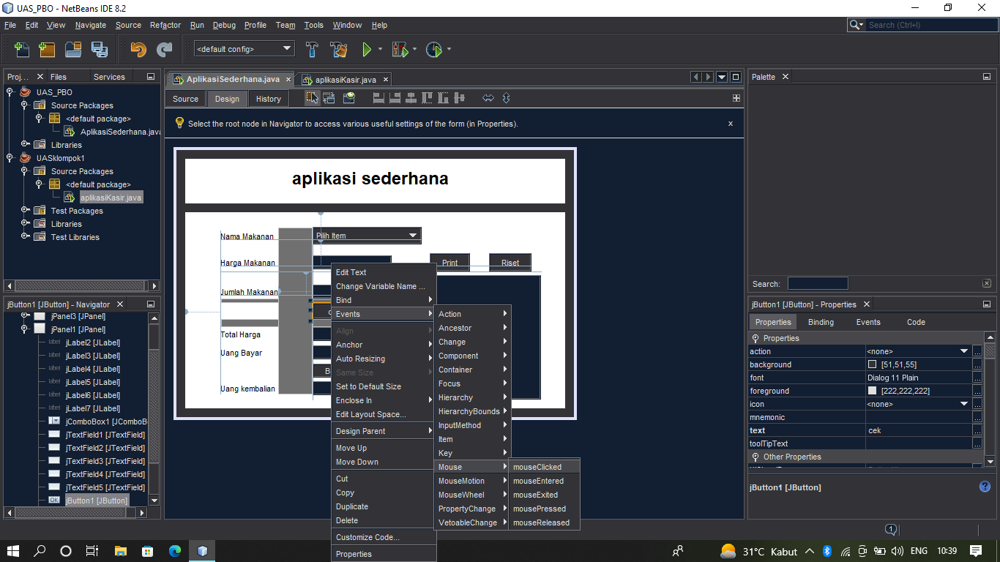 UAS_PBO - NetBeans IDE 8.2
File Edit View Navigate Source Refactor Run Debug Profile Team Tools Window Help
Search (Ctrl+I)
<default config>
Proj... Files Services
AplikasiSederhana.java aplikasiKasir.java
Palette
Source Design History
UAS_PBO
Source Packages
<default package>
AplikasiSederhana.java
Libraries
UASklompok1
Source Packages
<default package>
aplikasiKasir.java
Test Packages
Libraries
Test Libraries
Select the root node in Navigator to access various useful settings of the form (in Properties).
x
aplikasi sederhana
Nama Makanan
Pilih Item
Harga Makanan
Print
Riset
Jumlah Makanan
Total Harga
Uang Bayar
B
Uang kembalian
Edit Text
Change Variable Name ...
Bind
Events
Align
Anchor
Auto Resizing
Same Size
Set to Default Size
Enclose In
Edit Layout Space...
Design Parent
Move Up
Move Down
Cut
Copy
Duplicate
Delete
Customize Code...
Properties
Action
Ancestor
Change
Component
Container
Focus
Hierarchy
HierarchyBounds
InputMethod
Item
Key
Mouse
MouseMotion
MouseWheel
PropertyChange
VetoableChange
mouseClicked
mouseEntered
mouseExited
mousePressed
mouseReleased
Search:
jButton1 [JButton] - Navigator
jPanel3 [JPanel]
jPanel1 [JPanel]
label jLabel2 [JLabel]
label jLabel3 [JLabel]
label jLabel4 [JLabel]
label jLabel5 [JLabel]
label jLabel6 [JLabel]
label jLabel7 [JLabel]
jComboBox1 [JComboB
jTextField1 [JTextField]
jTextField2 [JTextField]
jTextField3 [JTextField]
jTextField4 [JTextField]
jTextField5 [JTextField]
OK jButton1 [JButton]
jButton1 [JButton] - Properties
Properties Binding Events Code
Properties
action <none> ...
background [51,51,55] ...
font Dialog 11 Plain ...
foreground [222,222,222] ...
icon <none> ...
mnemonic ...
text cek ...
toolTipText ...
Other Properties
jButton1 [JButton]
?
1
31°C Kabut
ENG 10:39